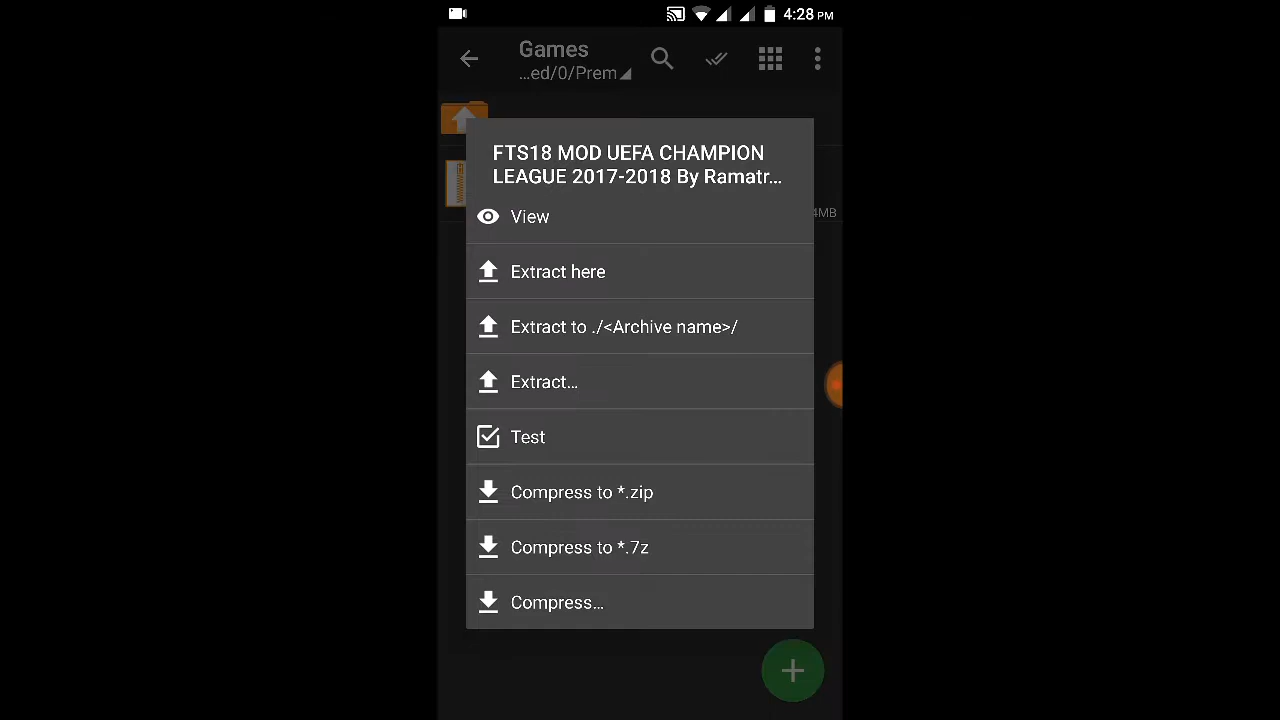 4:28 PM
Games
...ed/0/Prem
FTS18 MOD UEFA CHAMPION
LEAGUE 2017-2018 By Ramatr...
4MB
View
Extract here
Extract to ./<Archive name>/
Extract...
Test
Compress to *.zip
Compress to *.7z
Compress...